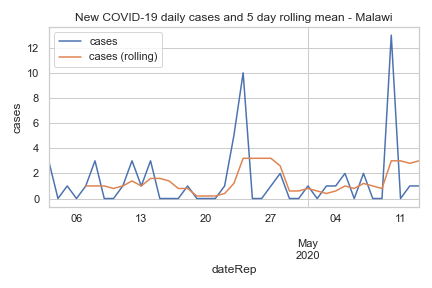 New COVID-19 daily cases and 5 day rolling mean - Malawi
cases
cases (rolling)
cases
12
10
8
6
4
2
0
06 13 20 27 04 11
May
2020
dateRep